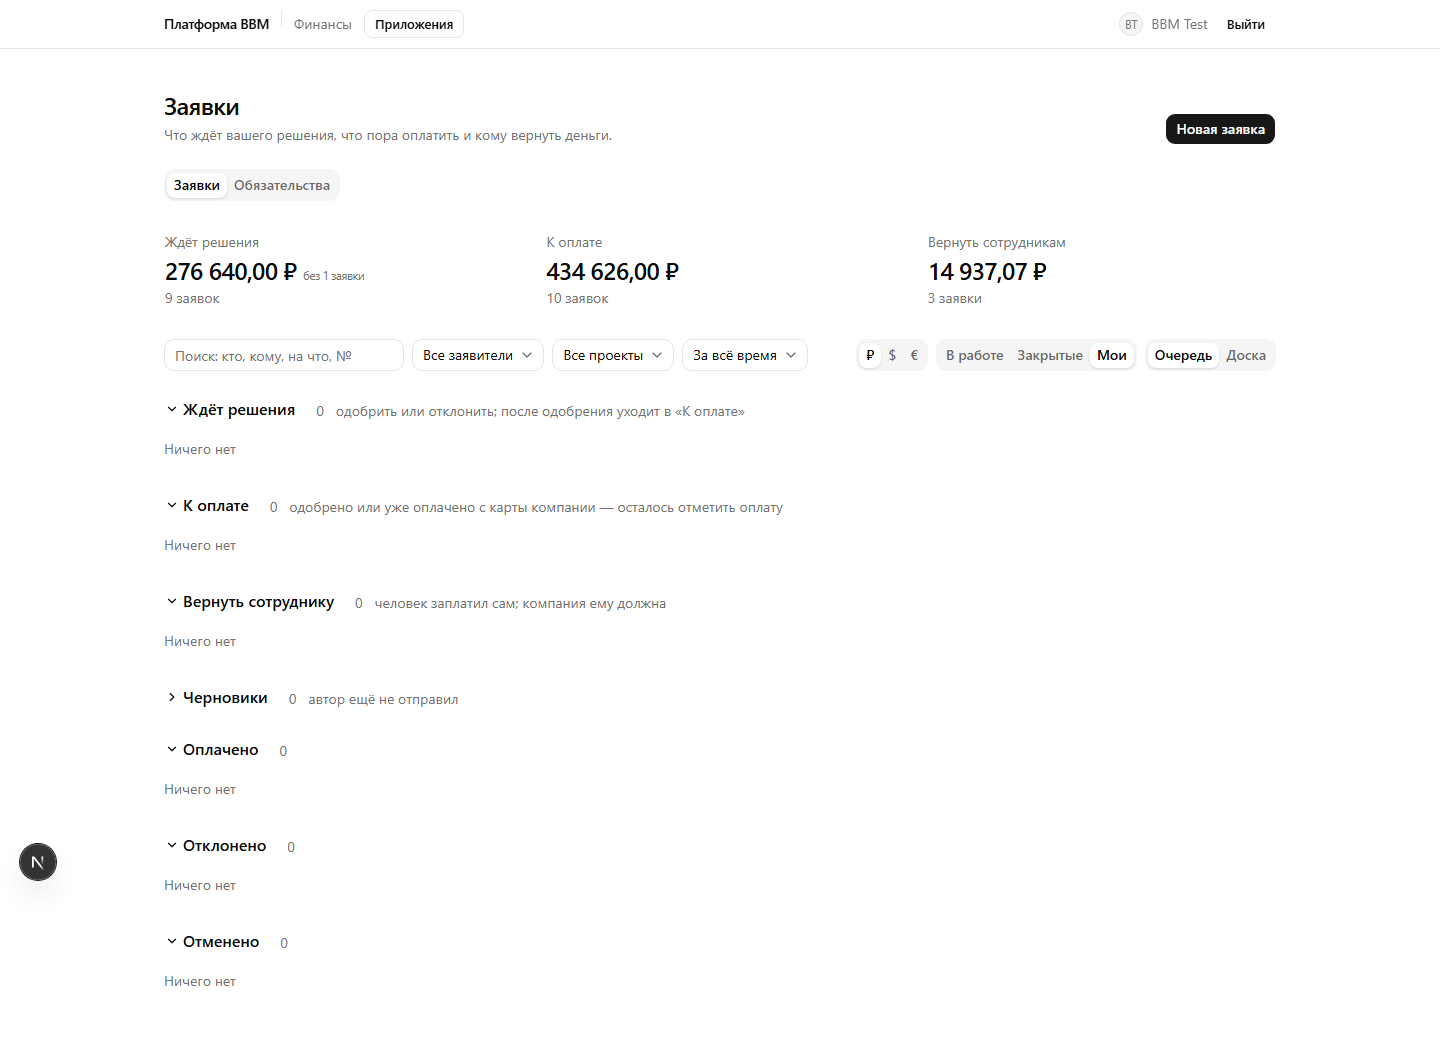 Платформа BBM Финансы Приложения BT BBM Test Выйти
Заявки
Что ждёт вашего решения, что пора оплатить и кому вернуть деньги.
Новая заявка
Заявки Обязательства
Ждёт решения К оплате Вернуть сотрудникам
276 640,00 ₽ без 1 заявки 434 626,00 ₽ 14 937,07 ₽
9 заявок 10 заявок 3 заявки
Поиск: кто, кому, на что, № Все заявители Все проекты За всё время ₽ $ € В работе Закрытые Мои Очередь Доска
Ждёт решения 0 одобрить или отклонить; после одобрения уходит в «К оплате»
Ничего нет
К оплате 0 одобрено или уже оплачено с карты компании — осталось отметить оплату
Ничего нет
Вернуть сотруднику 0 человек заплатил сам; компания ему должна
Ничего нет
Черновики 0 автор ещё не отправил
Оплачено 0
Ничего нет
Отклонено 0
N
Ничего нет
Отменено 0
Ничего нет